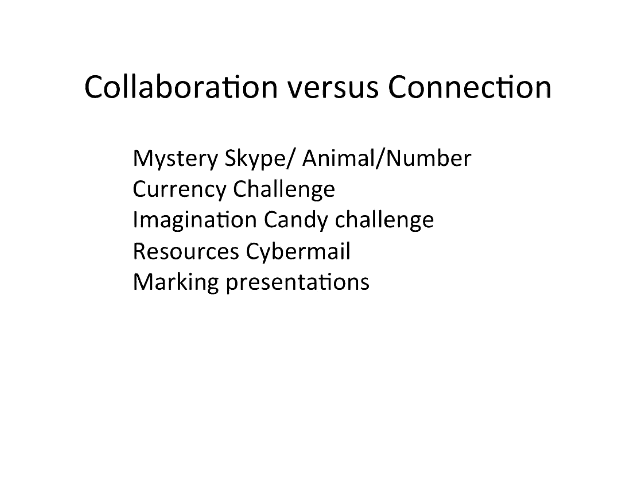 Collaboration versus Connection
Mystery Skype/ Animal/Number
Currency Challenge
Imagination Candy challenge
Resources Cybermail
Marking presentations